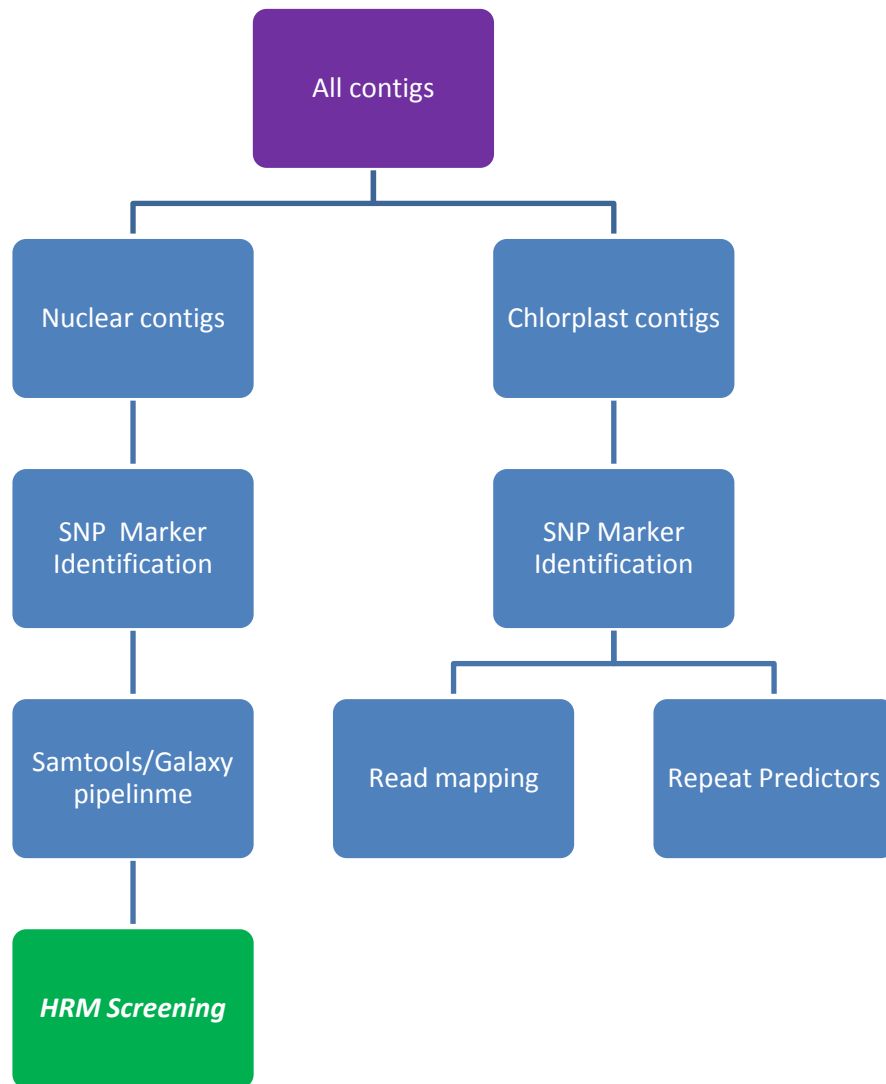 All contigs
Nuclear contigs
Chlorplast contigs
SNP  Marker
Identification
SNP Marker
Identification
Samtools/Galaxy
pipelinme
Read mapping
Repeat Predictors
HRM Screening